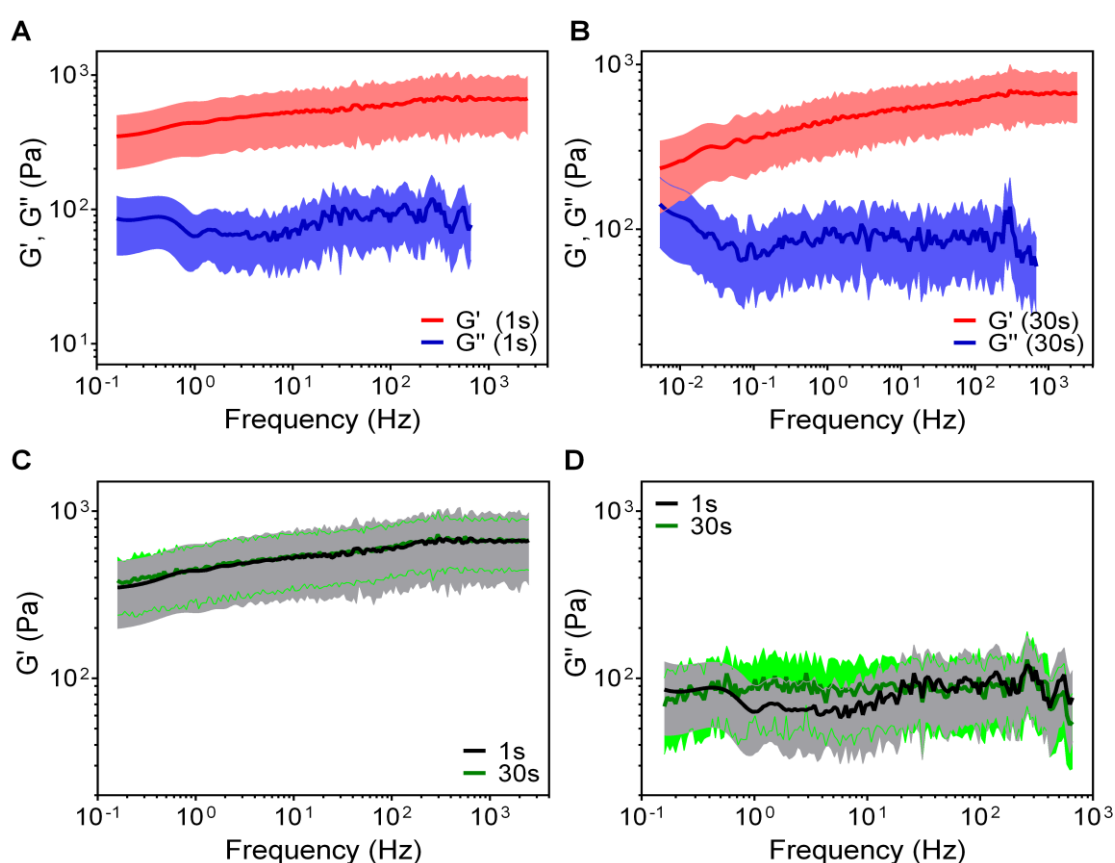 A
10³
10²
10¹
G', G'' (Pa)
G' (1s)
G'' (1s)
10⁻¹ 10⁰ 10¹ 10² 10³
Frequency (Hz)
B
10³
10²
G', G'' (Pa)
G' (30s)
G'' (30s)
10⁻² 10⁻¹ 10⁰ 10¹ 10² 10³
Frequency (Hz)
C
10³
10²
G' (Pa)
1s
30s
10⁻¹ 10⁰ 10¹ 10² 10³
Frequency (Hz)
D
1s
30s
10³
10²
G'' (Pa)
10⁻¹ 10⁰ 10¹ 10² 10³
Frequency (Hz)